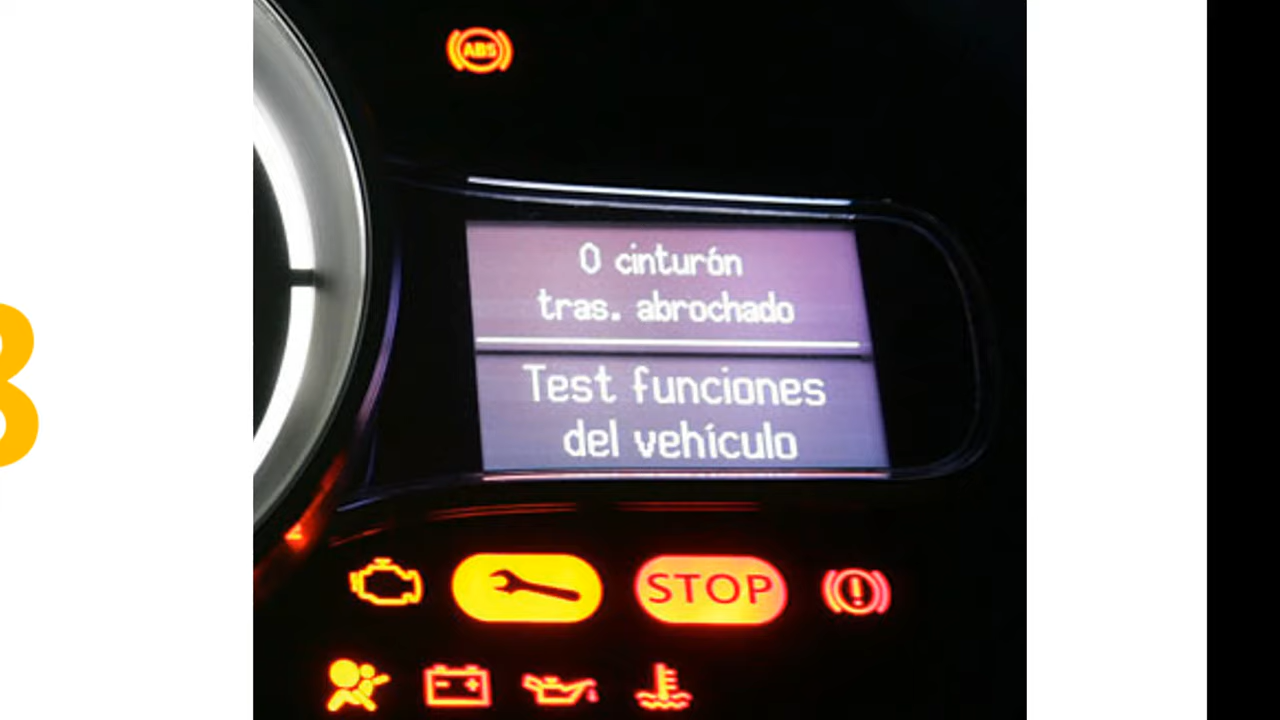 ABS
0 cinturón
tras. abrochado
Test funciones
del vehículo
STOP